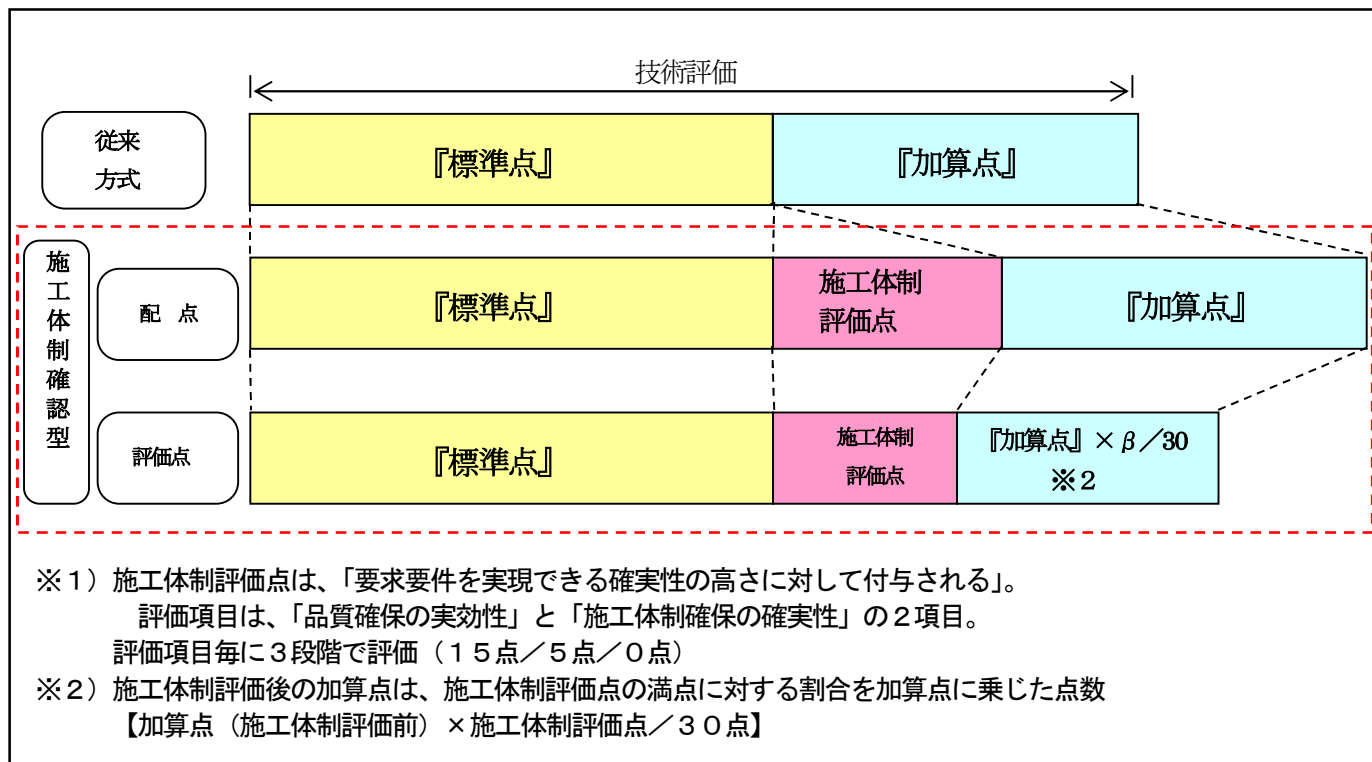 技術評価
従来
方式
『標準点』
『加算点』
施工体制確認型
配　点
『標準点』
施工体制
評価点
『加算点』
評価点
『標準点』
施工体制
評価点
『加算点』×β／30
※２
※１）施工体制評価点は、「要求要件を実現できる確実性の高さに対して付与される」。
評価項目は、「品質確保の実効性」と「施工体制確保の確実性」の２項目。
評価項目毎に３段階で評価（１５点／５点／０点）
※２）施工体制評価後の加算点は、施工体制評価点の満点に対する割合を加算点に乗じた点数
【加算点（施工体制評価前）×施工体制評価点／３０点】